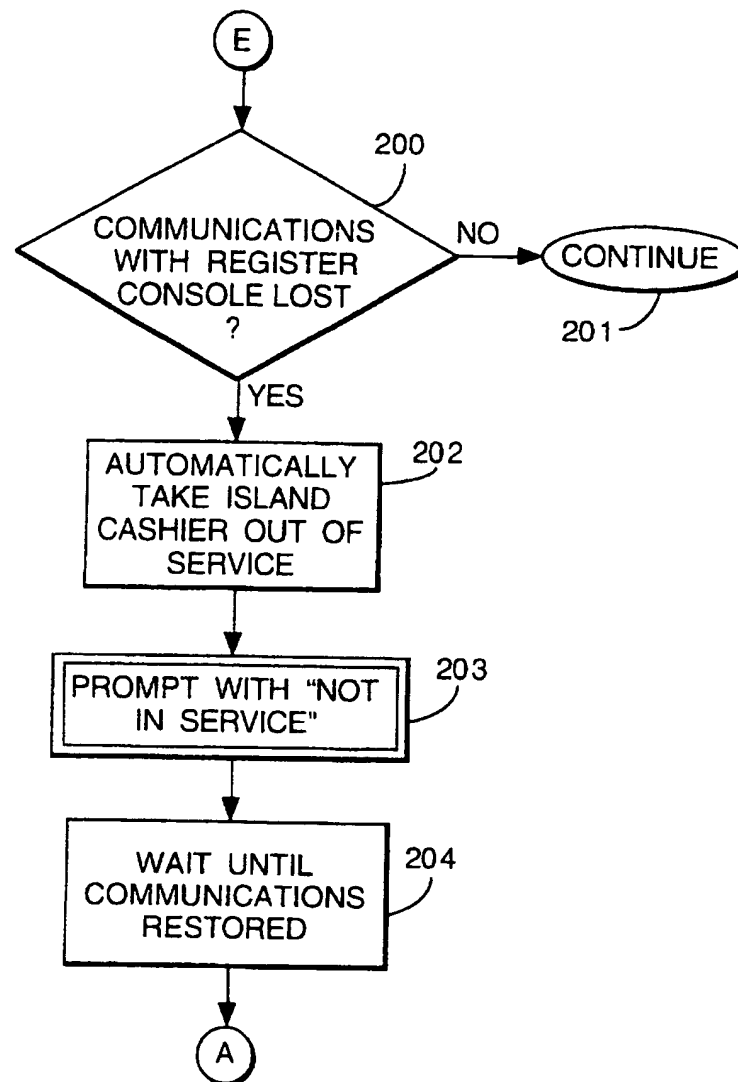 E
200
COMMUNICATIONS
WITH REGISTER
CONSOLE LOST
?
NO
CONTINUE
201
YES
AUTOMATICALLY
TAKE ISLAND
CASHIER OUT OF
SERVICE
202
PROMPT WITH “NOT
IN SERVICE"
203
WAIT UNTIL
COMMUNICATIONS
RESTORED
204
A